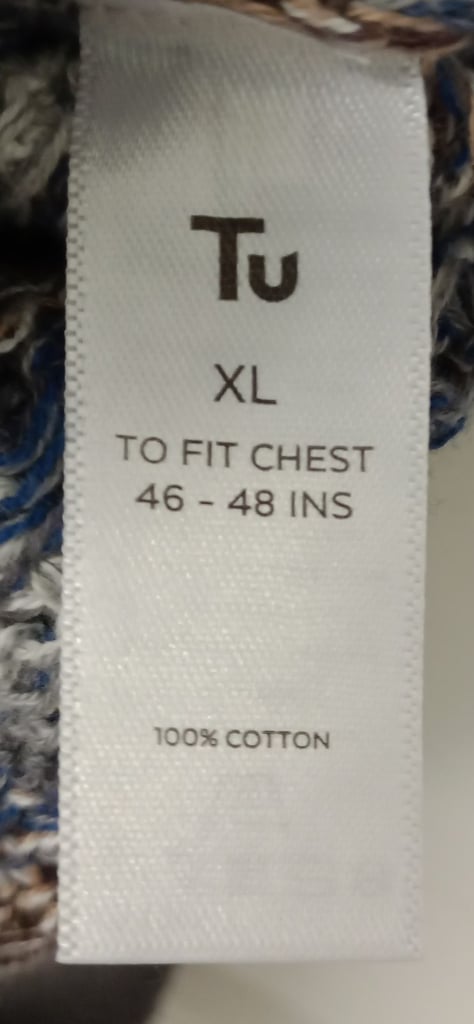 Tu
XL
TO FIT CHEST
46 - 48 INS
100% COTTON